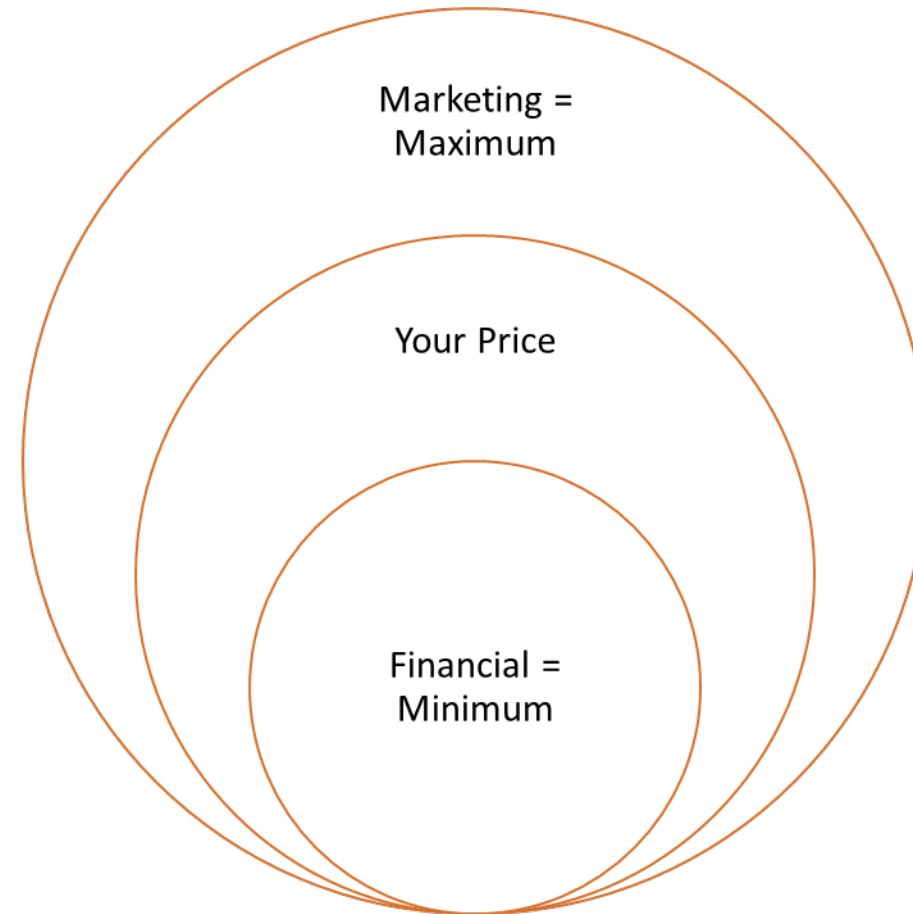 Marketing =
Maximum
Your Price
Financial =
Minimum